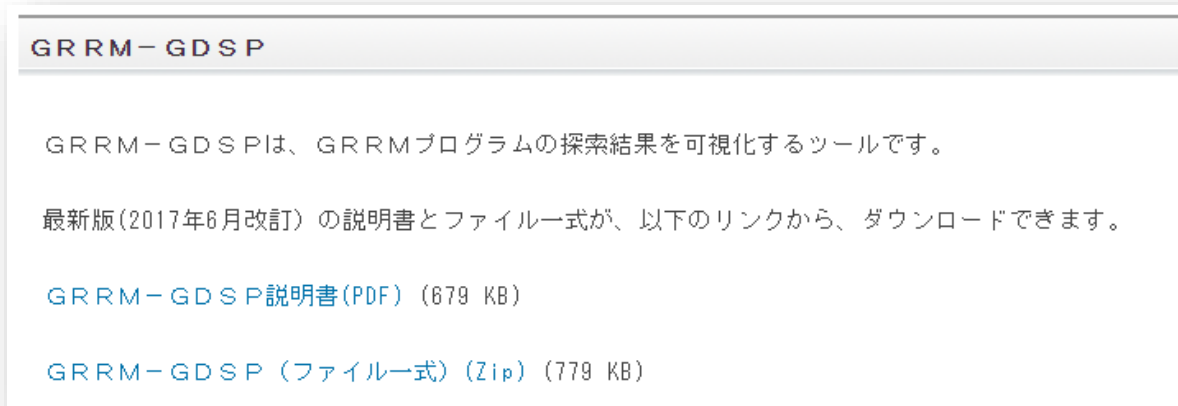 ＧＲＲＭ－ＧＤＳＰ
ＧＲＲＭ－ＧＤＳＰは、ＧＲＲＭプログラムの探索結果を可視化するツールです。
最新版(2017年6月改訂）の説明書とファイル一式が、以下のリンクから、ダウンロードできます。
ＧＲＲＭ－ＧＤＳＰ説明書(PDF) (679 KB)
ＧＲＲＭ－ＧＤＳＰ（ファイル一式）(Zip) (779 KB)